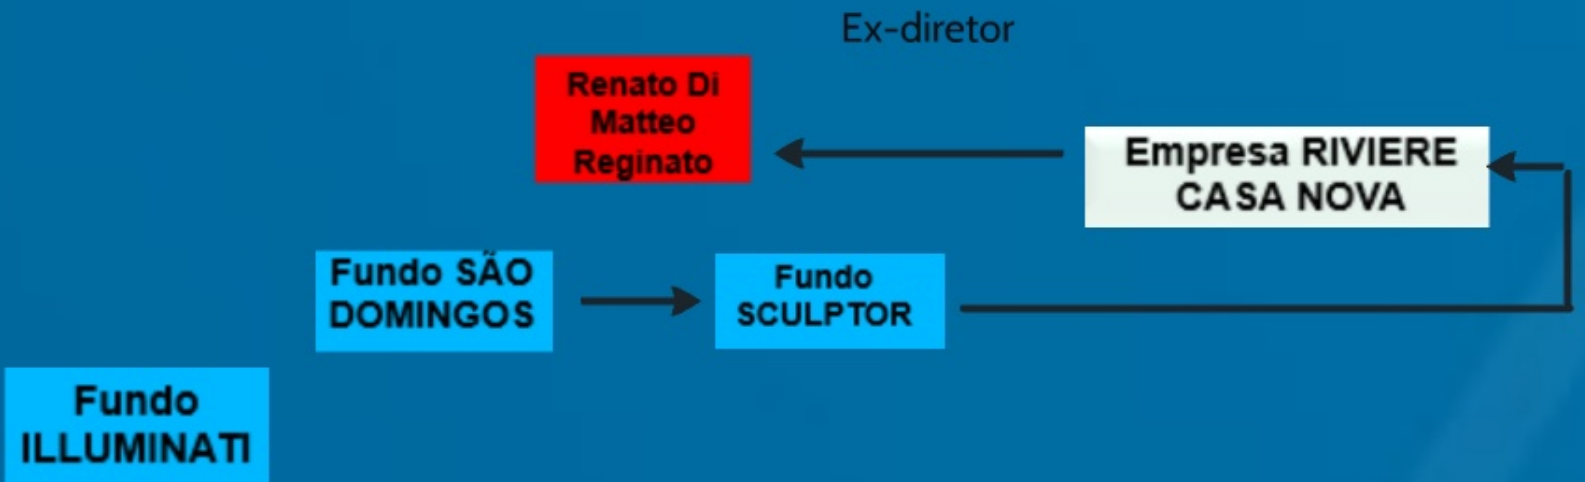 Ex-diretor
Renato Di
Matteo
Reginato
Empresa RIVIERE
CASA NOVA
Fundo SÃO
DOMINGOS
Fundo
SCULPTOR
Fundo
ILLUMINATI